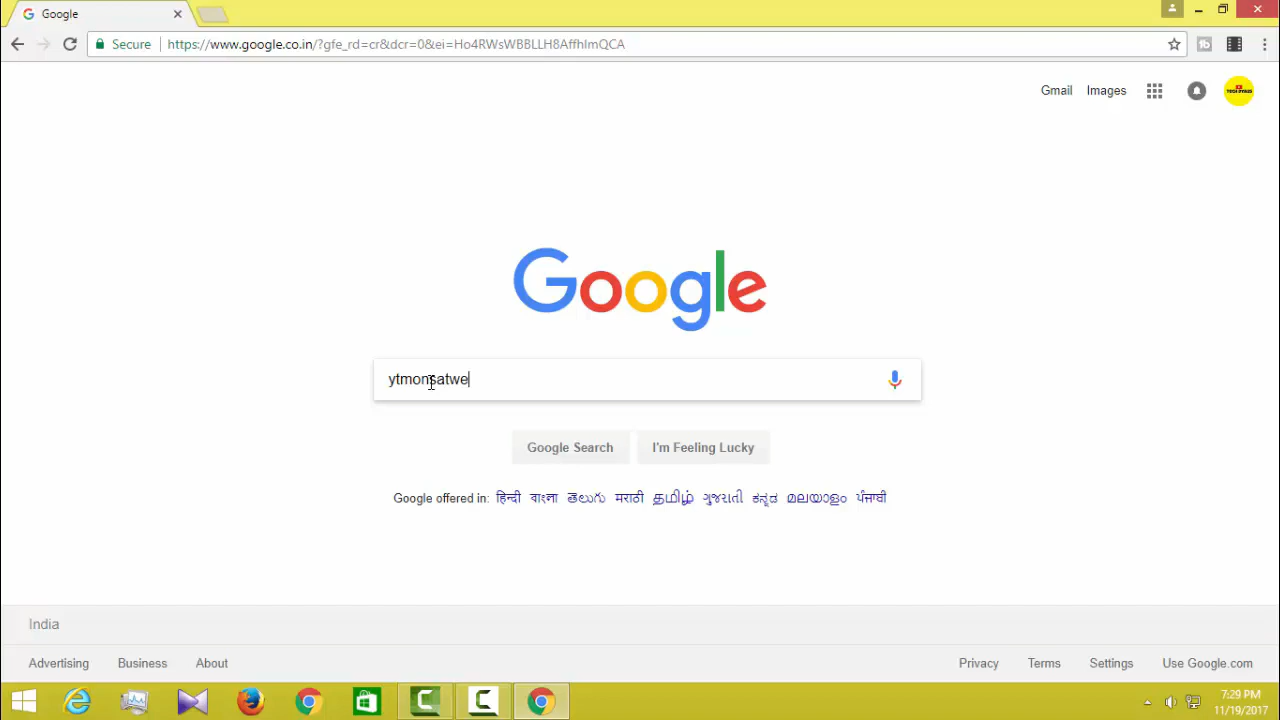 Google
Secure https://www.google.co.in/?gfe_rd=cr&dcr=0&ei=Ho4RWsWBBLLH8AffhImQCA
Gmail Images
Google
ytmonsatwe
Google Search I'm Feeling Lucky
Google offered in: हिन्दी বাংলা తెలుగు मराठी தமிழ் ગુજરાતી ಕನ್ನಡ മലയാളം ਪੰਜਾਬੀ
India
Advertising Business About Privacy Terms Settings Use Google.com
7:29 PM
11/19/2017